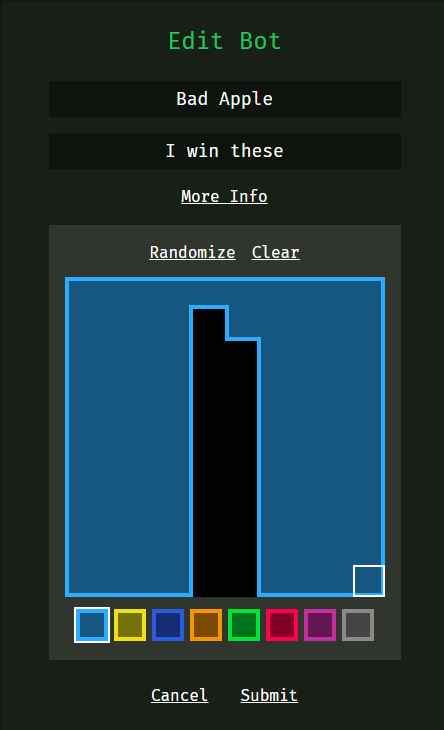 Edit Bot
Bad Apple
I win these
More Info
Randomize Clear
Cancel Submit